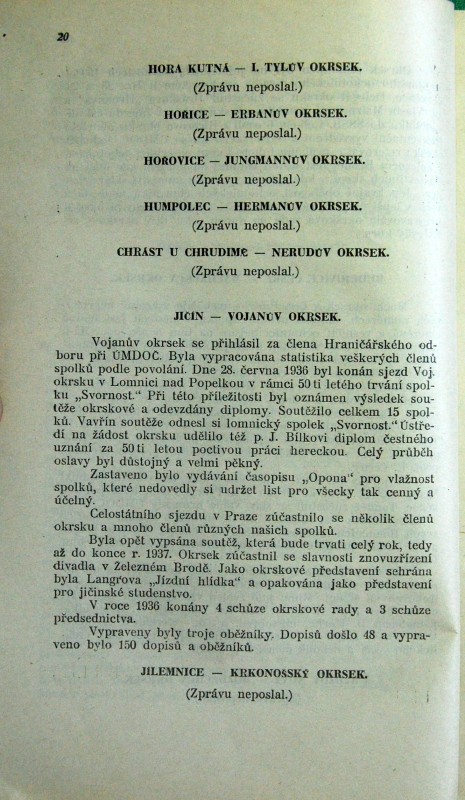 20
HORA KUTNÁ — I. TYLŮV OKRSEK.
(Zprávu neposlal.)
HOŘICE — ERBANŮV OKRSEK.
(Zprávu neposlal.)
HOŘOVICE — JUNGMANNŮV OKRSEK.
(Zprávu neposlal.)
HUMPOLEC — HEŘMANŮV OKRSEK.
(Zprávu neposlal.)
CHRAST U CHRUDIMĚ — NERUDŮV OKRSEK.
(Zprávu neposlal.)
JIČÍN — VOJANŮV OKRSEK.
Vojanův okrsek se přihlásil za člena Hraničářského od-
boru při ÚMDOČ. Byla vypracována statistika veškerých členů
spolků podle povolání. Dne 28. června 1936 byl konán sjezd Voj.
okrsku v Lomnici nad Popelkou v rámci 50 ti letého trvání spol-
ku „Svornost.“ Při této příležitosti byl oznámen výsledek sou-
těže okrskové a odevzdány diplomy. Soutěžilo celkem 15 spol-
ků. Vavřín soutěže odnesl si lomnický spolek „Svornost.“ Ústře-
dí na žádost okrsku udělilo též p. J. Bílkovi diplom čestného
uznání za 50 ti letou poctivou práci hereckou. Celý průběh
oslavy byl důstojný a velmi pěkný.
Zastaveno bylo vydávání časopisu „Opona“ pro vlažnost
spolků, které nedovedly si udržet list pro všecky tak cenný a
účelný.
Celostátního sjezdu v Praze zúčastnilo se několik členů
okrsku a mnoho členů různých našich spolků.
Byla opět vypsána soutěž, která bude trvati celý rok, tedy
až do konce r. 1937. Okrsek zúčastnil se slavnosti znovuzřízení
divadla v Železném Brodě. Jako okrskové představení sehrána
byla Langrova „Jízdní hlídka“ a opakována jako představení
pro jičínské studenstvo.
V roce 1936 konány 4 schůze okrskové rady a 3 schůze
předsednictva.
Vypraveny byly troje oběžníky. Dopisů došlo 48 a vypra-
veno bylo 150 dopisů a oběžníků.
JILEMNICE — KRKONOŠSKÝ OKRSEK.
(Zprávu neposlal.)